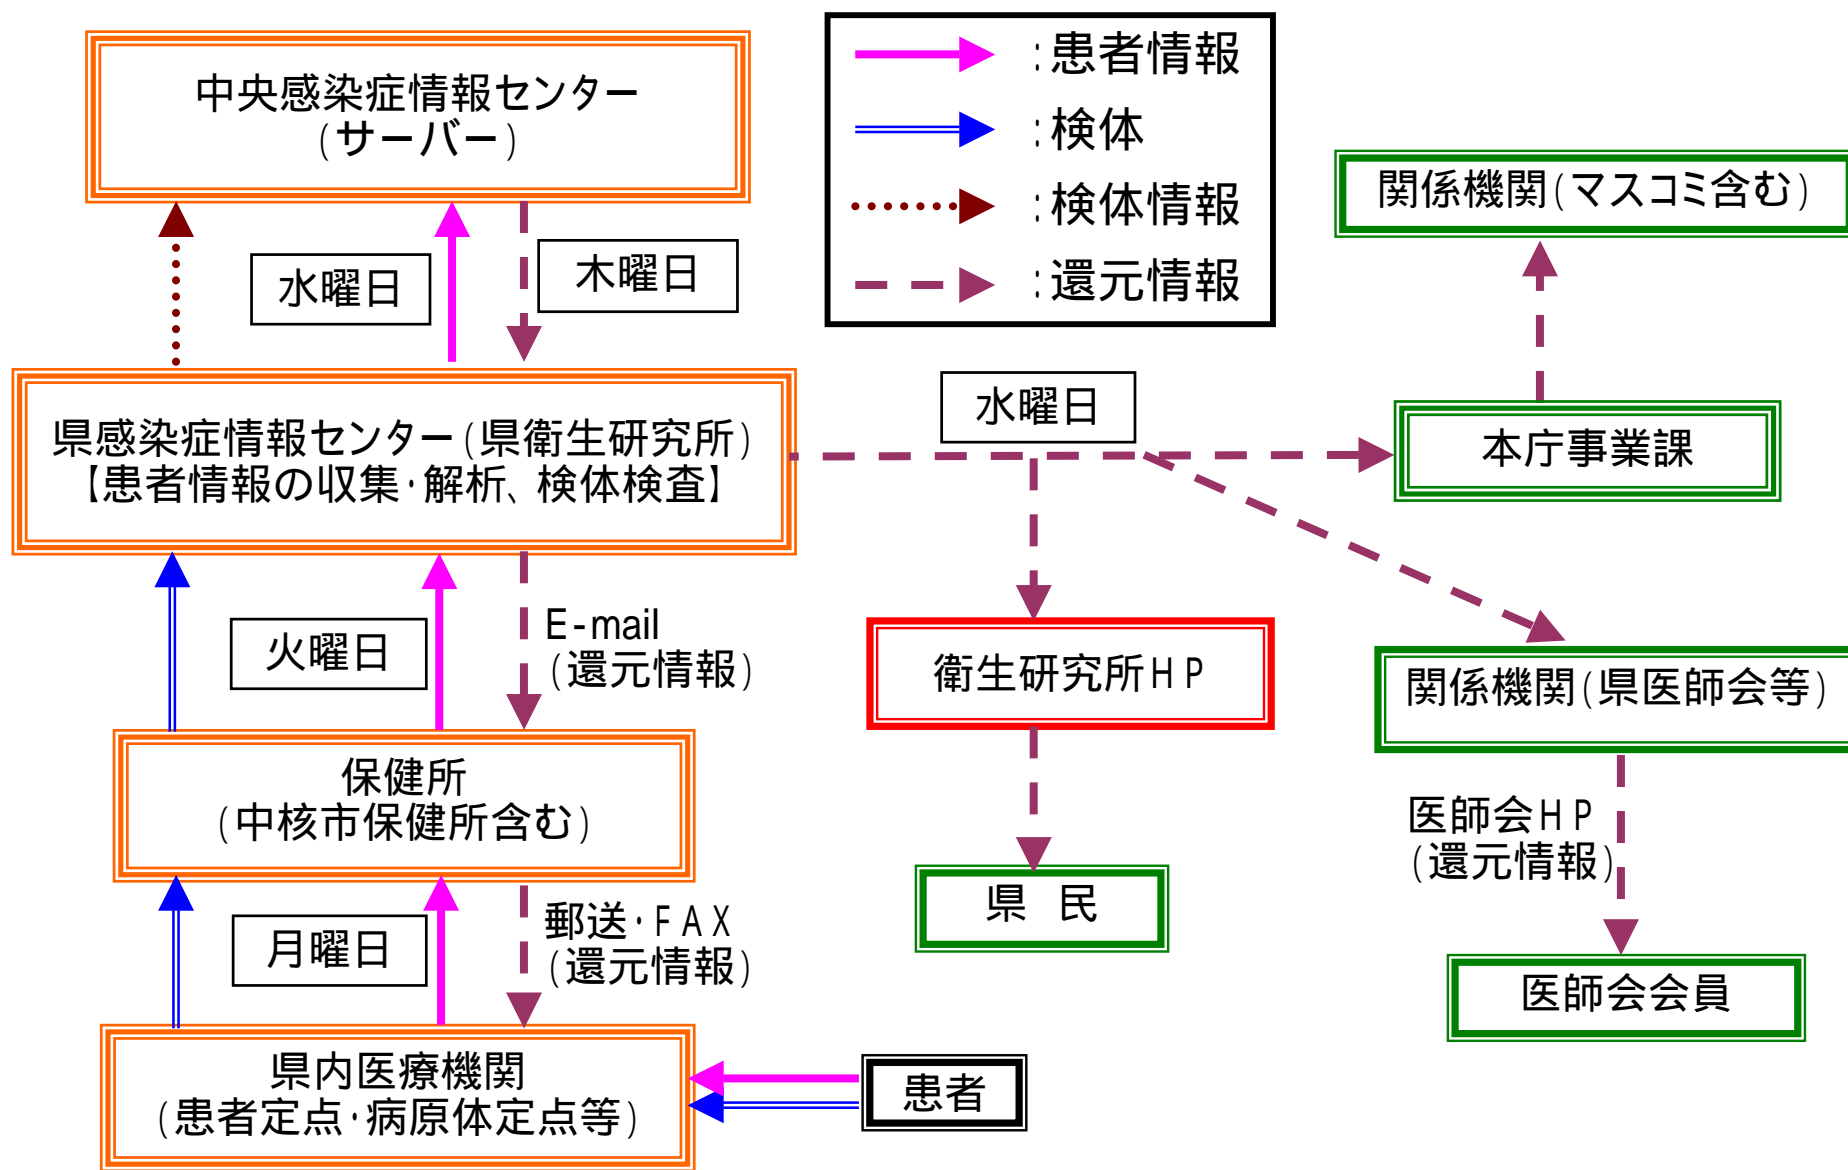 中央感染症情報センター
(サーバー)
:患者情報
:検体
:検体情報
:還元情報
関係機関(マスコミ含む)
水曜日
木曜日
県感染症情報センター(県衛生研究所)
【患者情報の収集・解析、検体検査】
水曜日
本庁事業課
火曜日
E-mail
(還元情報)
衛生研究所HP
関係機関(県医師会等)
保健所
(中核市保健所含む)
医師会HP
(還元情報)
県 民
月曜日
郵送・FAX
(還元情報)
医師会会員
県内医療機関
(患者定点・病原体定点等)
患者